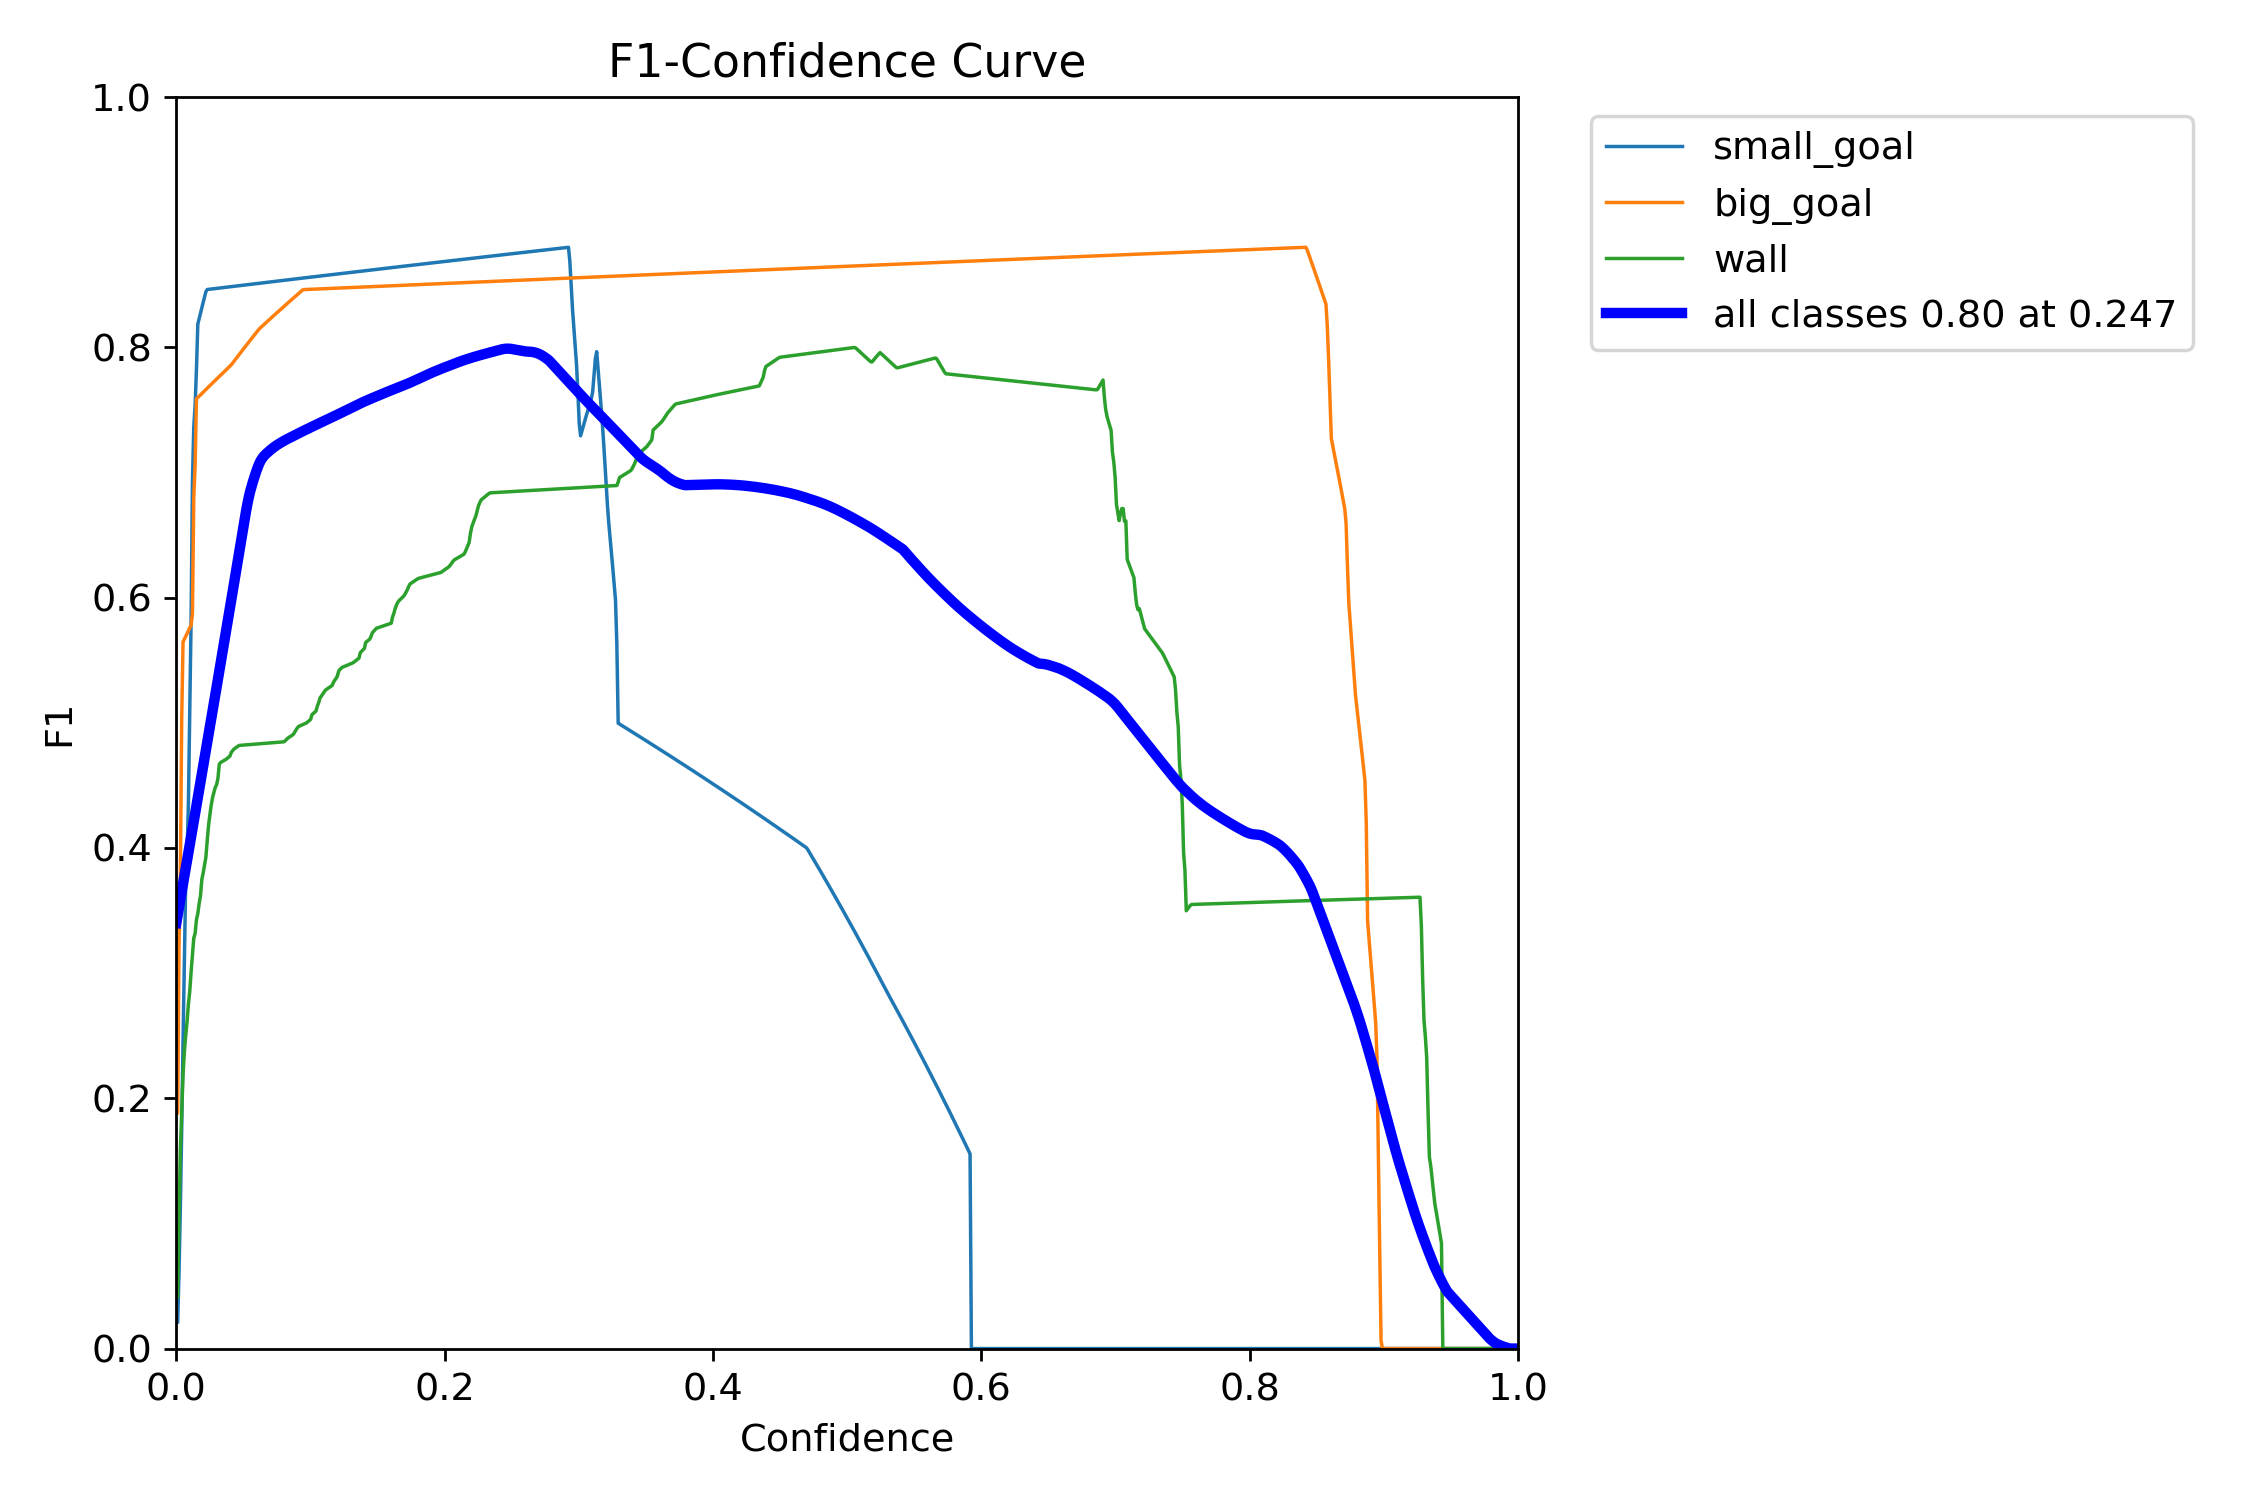 F1-Confidence Curve
1.0
0.8
0.6
0.4
0.2
0.0
F1
0.0 0.2 0.4 0.6 0.8 1.0
Confidence
small_goal
big_goal
wall
all classes 0.80 at 0.247